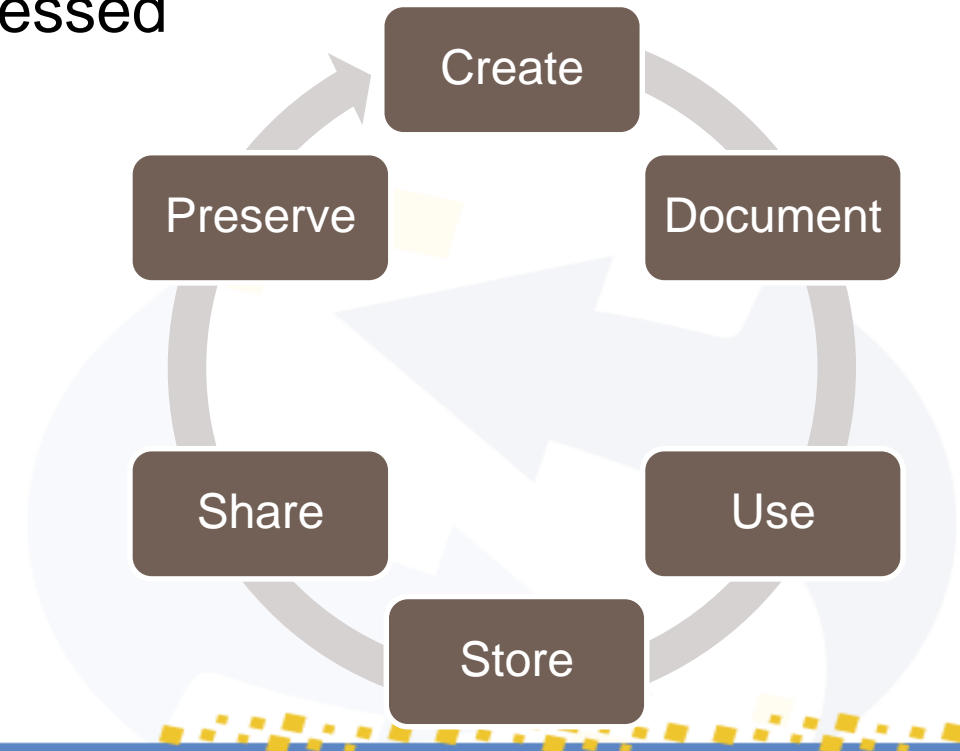 essed
Create
Document
Use
Store
Share
Preserve